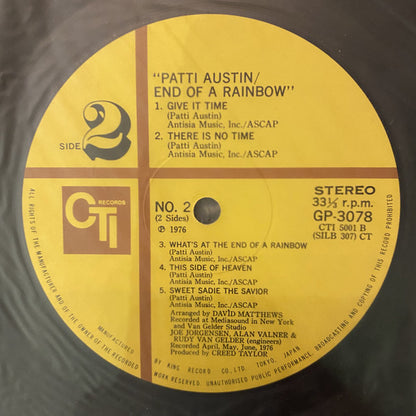 "PATTI AUSTIN/
END OF A RAINBOW"
1. GIVE IT TIME
(Patti Austin)
Antisia Music, Inc./ASCAP
2. THERE IS NO TIME
(Patti Austin)
Antisia Music, Inc./ASCAP
SIDE 2
CTI
RECORDS
NO. 2
(2 Sides)
℗ 1976
STEREO
33⅓ r.p.m.
GP-3078
CTI 5001 B
(SILB 307) CT
3. WHAT'S AT THE END OF A RAINBOW
(Patti Austin)
Antisia Music, Inc./ASCAP
4. THIS SIDE OF HEAVEN
(Patti Austin)
Antisia Music, Inc./ASCAP
5. SWEET SADIE THE SAVIOR
(Patti Austin)
Antisia Music, Inc./ASCAP
Arranged by DAVID MATTHEWS
Recorded at Mediasound in New York
and Van Gelder Studio
JOE JORGENSEN, ALAN VALNER &
RUDY VAN GELDER (engineers)
Recorded April, May, June, 1976
Produced by CREED TAYLOR
ALL RIGHTS OF THE MANUFACTURER AND OF THE OWNER OF THE RECORDED WORK RESERVED. UNAUTHORISED PUBLIC PERFORMANCE, BROADCASTING AND COPYING OF THIS RECORD PROHIBITED.
BY KING RECORD CO., LTD. TOKYO, JAPAN.